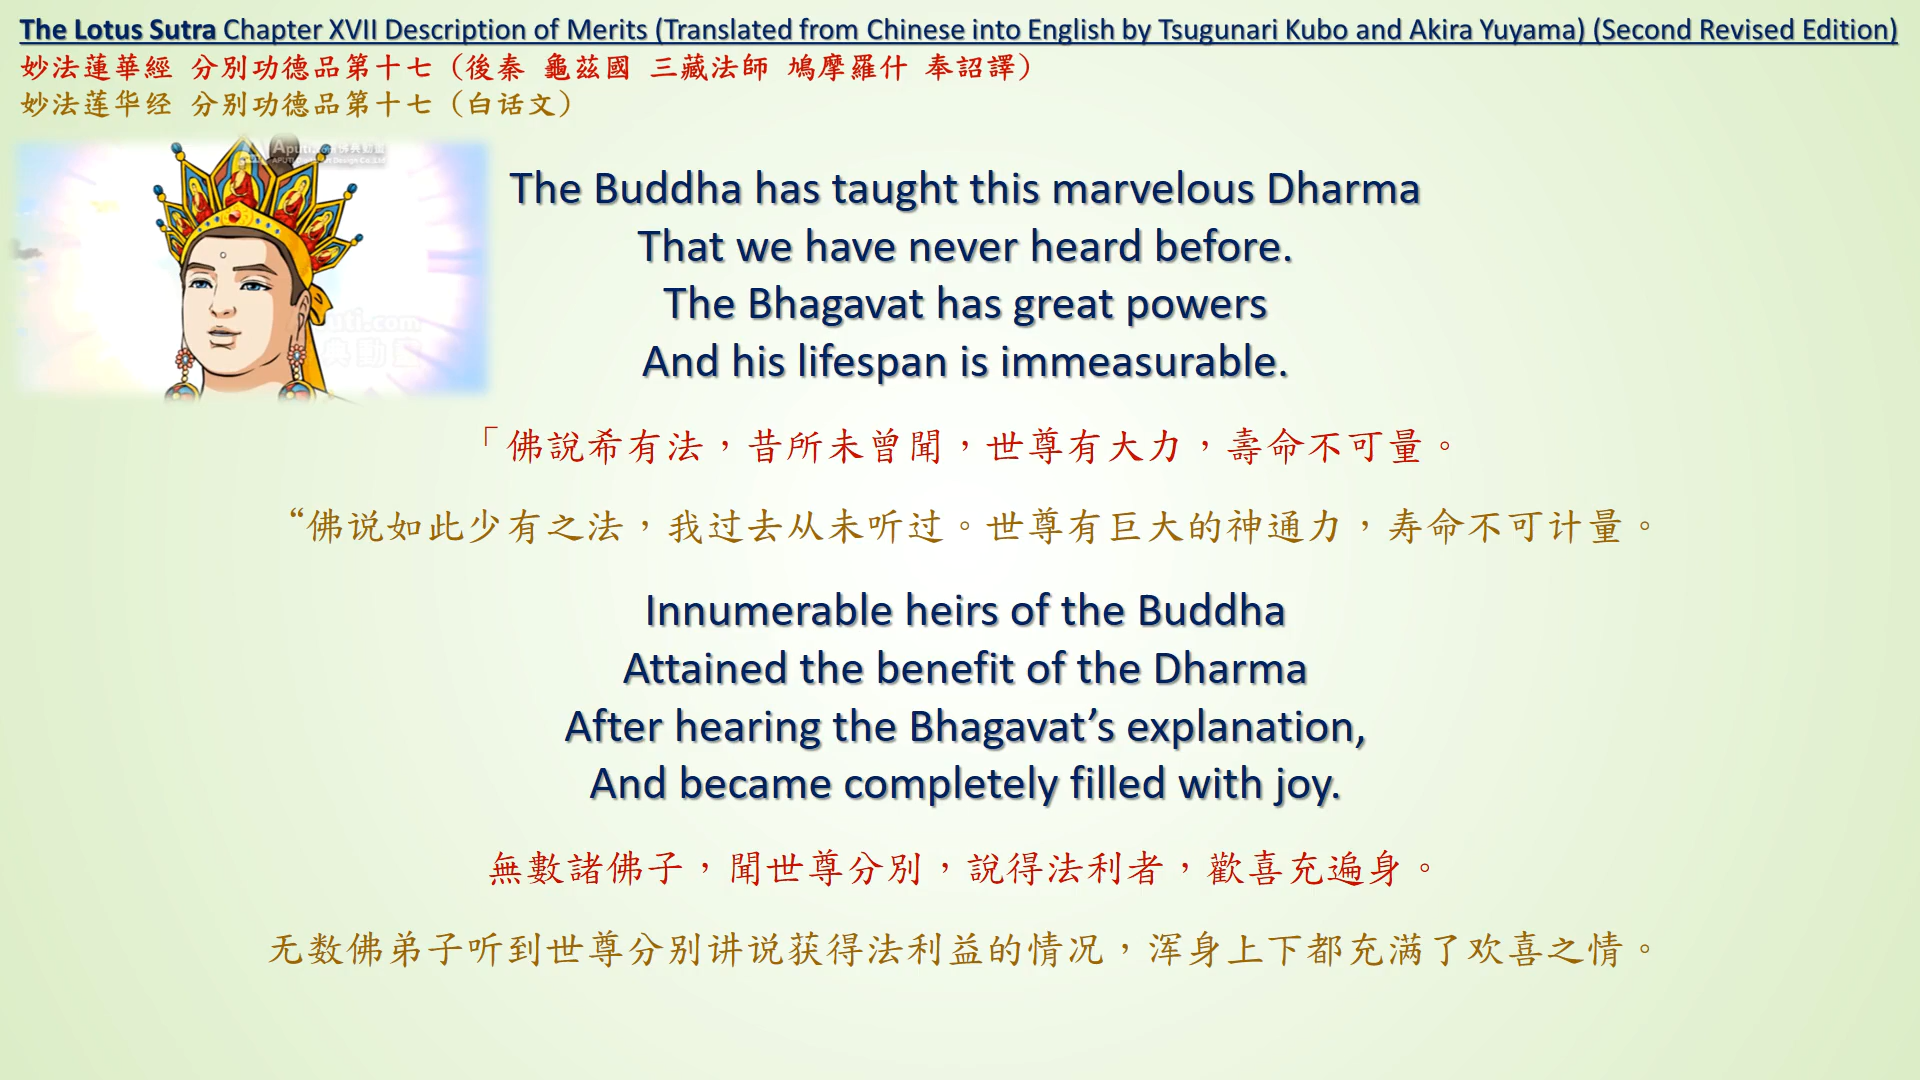 The Lotus Sutra Chapter XVII Description of Merits (Translated from Chinese into English by Tsugunari Kubo and Akira Yuyama) (Second Revised Edition)
妙法蓮華經 分別功德品第十七（後秦 龜茲國 三藏法師 鳩摩羅什 奉詔譯）
妙法莲华经 分别功德品第十七（白话文）
The Buddha has taught this marvelous Dharma
That we have never heard before.
The Bhagavat has great powers
And his lifespan is immeasurable.
「佛說希有法，昔所未曾聞，世尊有大力，壽命不可量。
“佛说如此少有之法，我过去从未听过。世尊有巨大的神通力，寿命不可计量。
Innumerable heirs of the Buddha
Attained the benefit of the Dharma
After hearing the Bhagavat’s explanation,
And became completely filled with joy.
無數諸佛子，聞世尊分別，說得法利者，歡喜充遍身。
无数佛弟子听到世尊分别讲说获得法利益的情况，浑身上下都充满了欢喜之情。